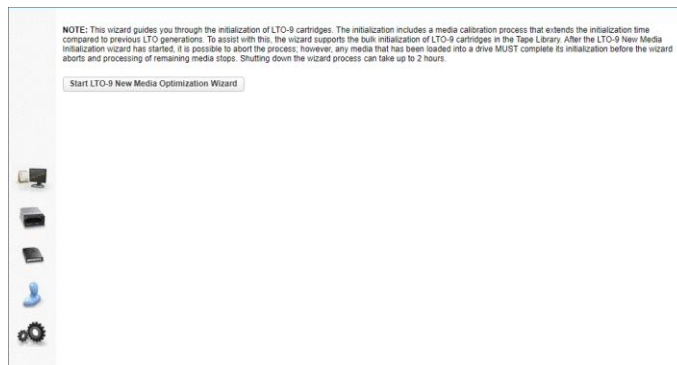 NOTE: This wizard guides you through the initialization of LTO-9 cartridges. The initialization includes a media calibration process that extends the initialization time
compared to previous LTO generations. To assist with this, the wizard supports the bulk initialization of LTO-9 cartridges in the Tape Library. After the LTO-9 New Media
Initialization wizard has started, it is possible to abort the process; however, any media that has been loaded into a drive MUST complete its initialization before the wizard
aborts and processing of remaining media stops. Shutting down the wizard process can take up to 2 hours.
Start LTO-9 New Media Optimization Wizard